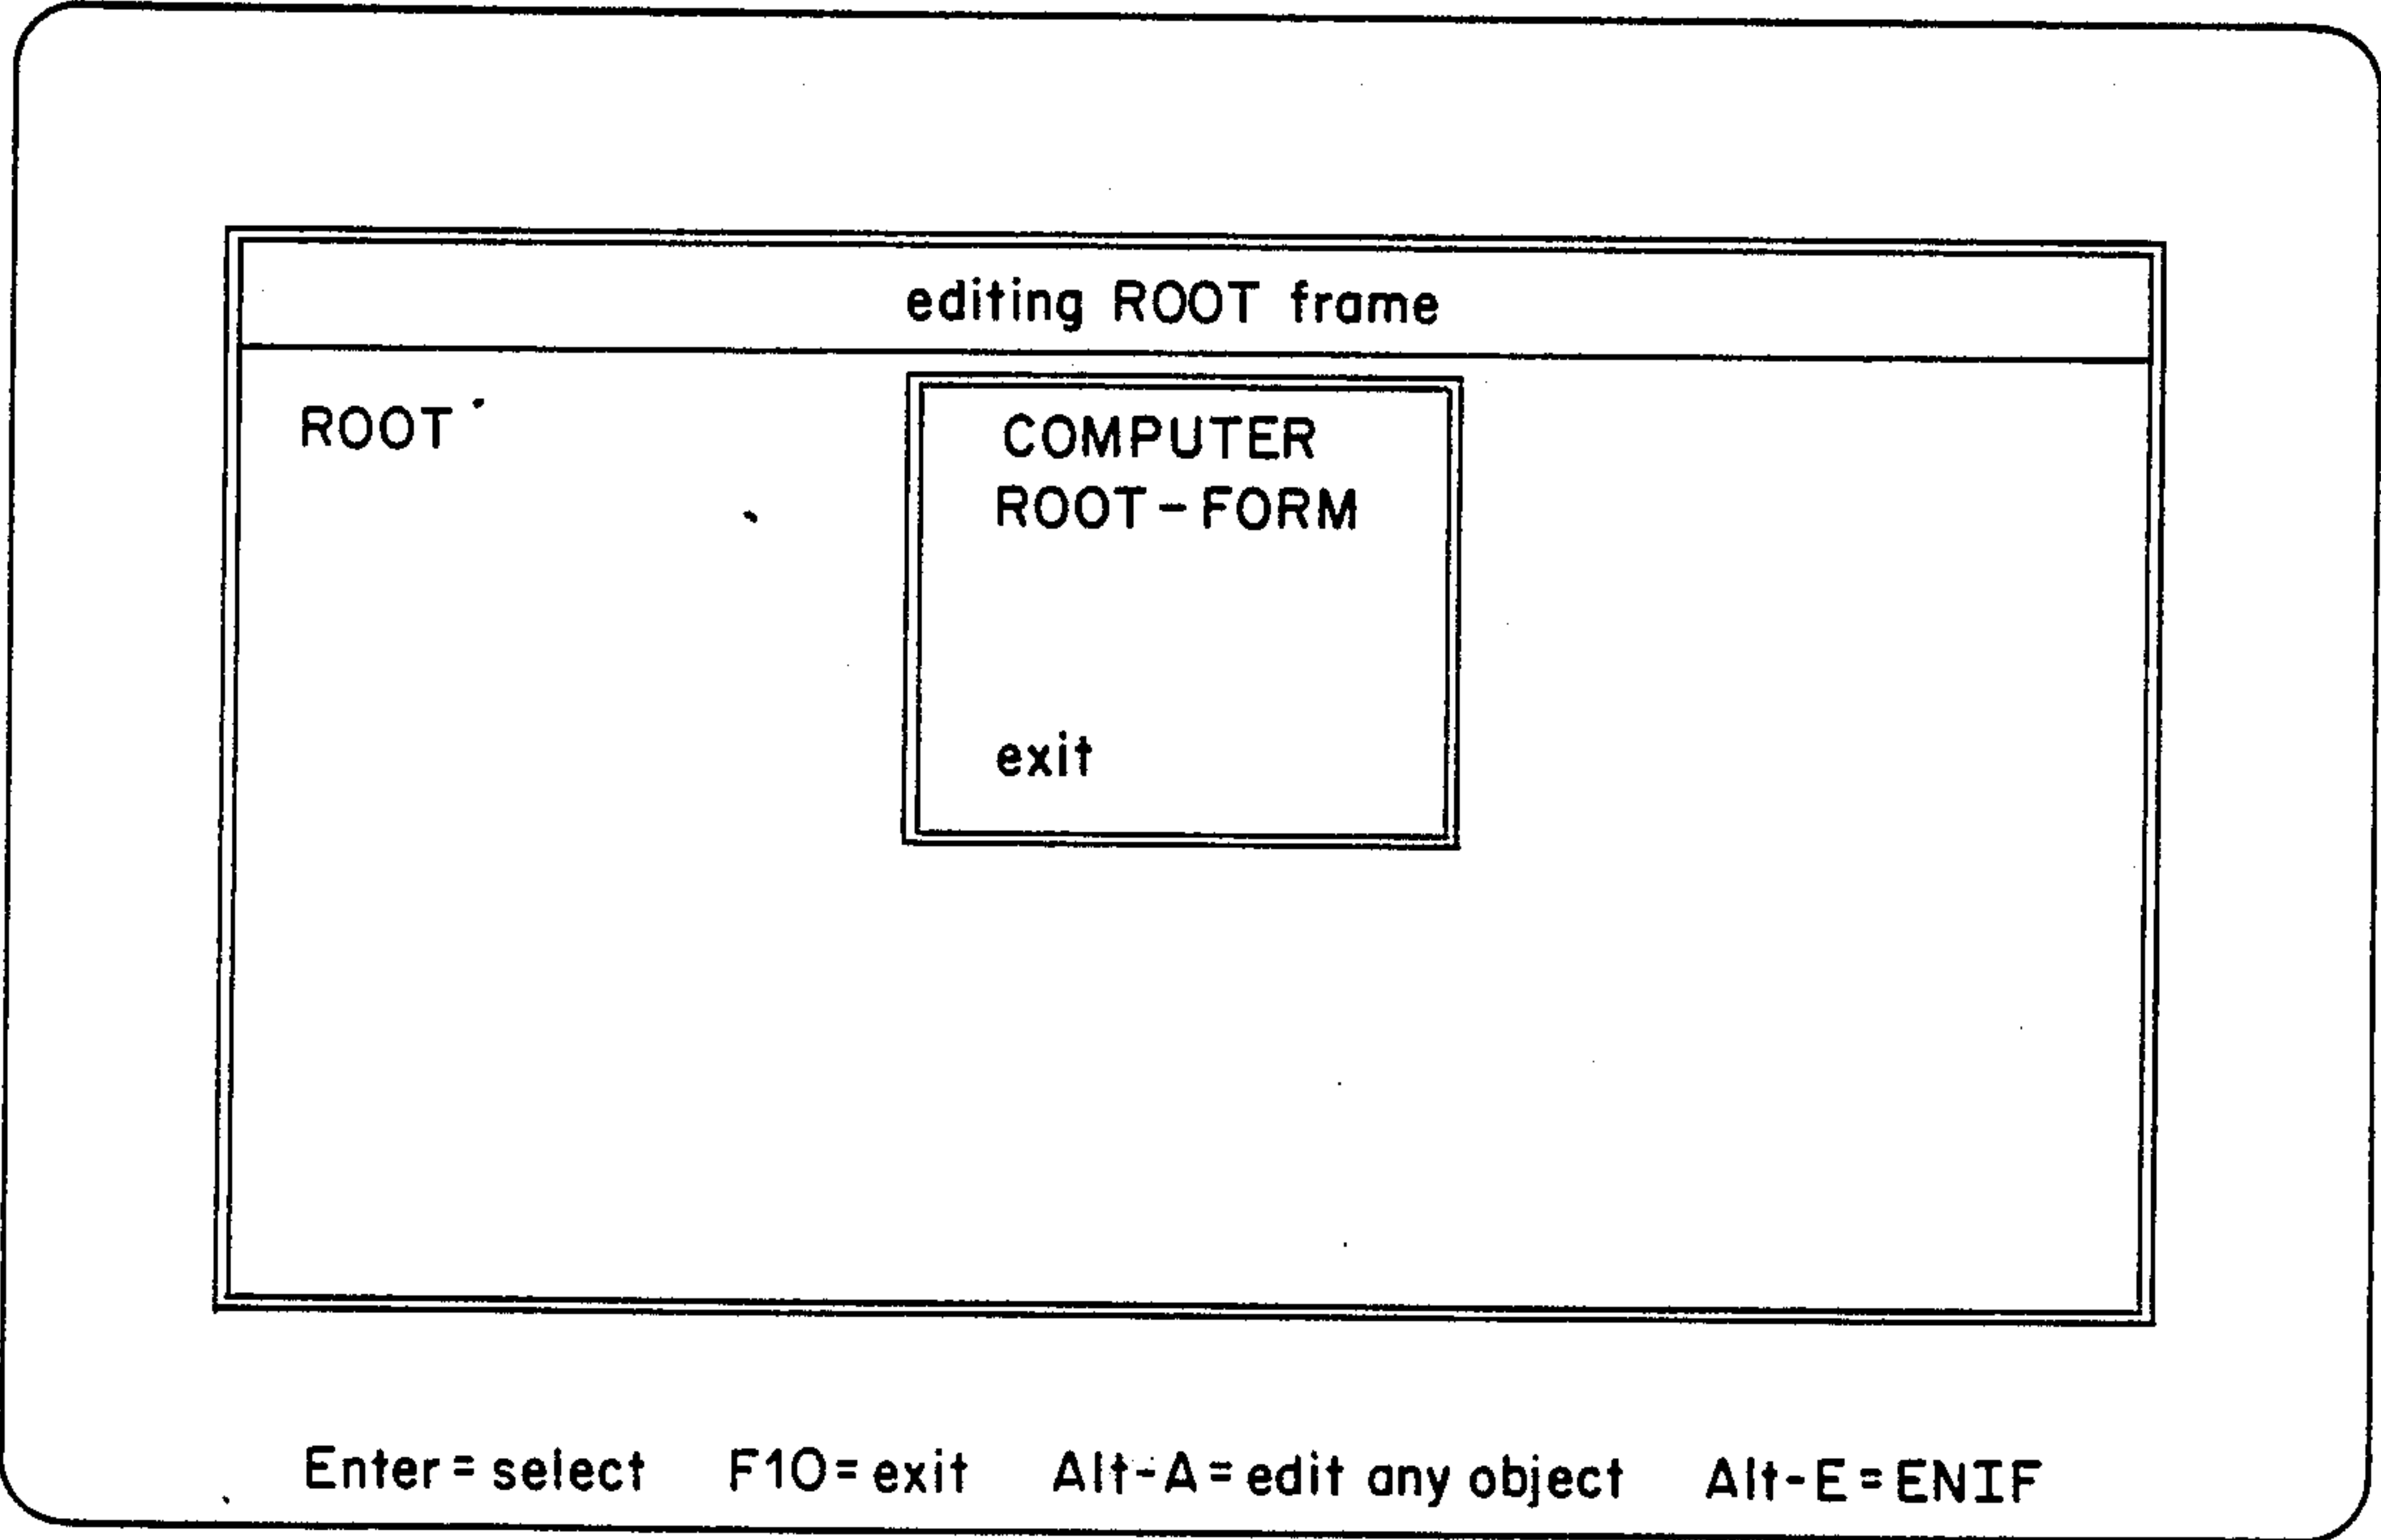 editing ROOT frame
ROOT
COMPUTER
ROOT-FORM
exit
Enter=select F10=exit Alt-A=edit any object Alt-E=ENIF